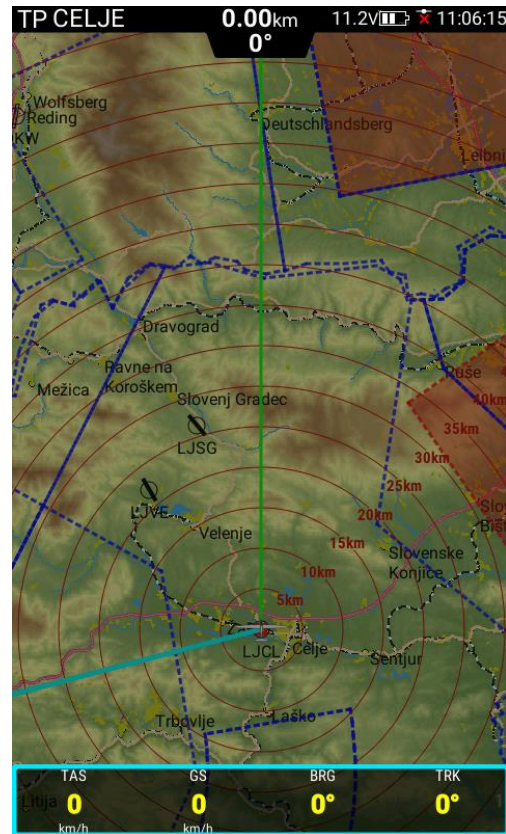 TP CELJE
0.00km
11.2V
11:06:15
0°
Wolfsberg
Reding
KW
Deutschlandsberg
Leibni
Dravograd
Ravne na
Koroškem
Ruše
Mežica
Slovenj Gradec
40km
35km
LJSG
30km
25km
LJVE
20km
Velenje
15km
Slovenske
Konjice
10km
5km
LJCL
Celje
Šentjur
Trbovlje
Laško
TAS
GS
BRG
TRK
Litija
0
0
0°
0°
km/h
km/h